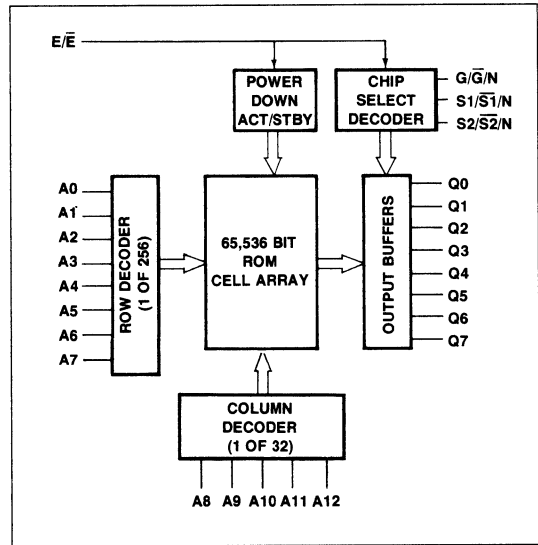 E/E̅
POWER
DOWN
ACT/STBY
CHIP
SELECT
DECODER
G/G̅/N
S1/S̅1̅/N
S2/S̅2̅/N
A0
A1
A2
A3
A4
A5
A6
A7
ROW DECODER
(1 OF 256)
65,536 BIT
ROM
CELL ARRAY
OUTPUT BUFFERS
Q0
Q1
Q2
Q3
Q4
Q5
Q6
Q7
COLUMN
DECODER
(1 OF 32)
A8 A9 A10 A11 A12